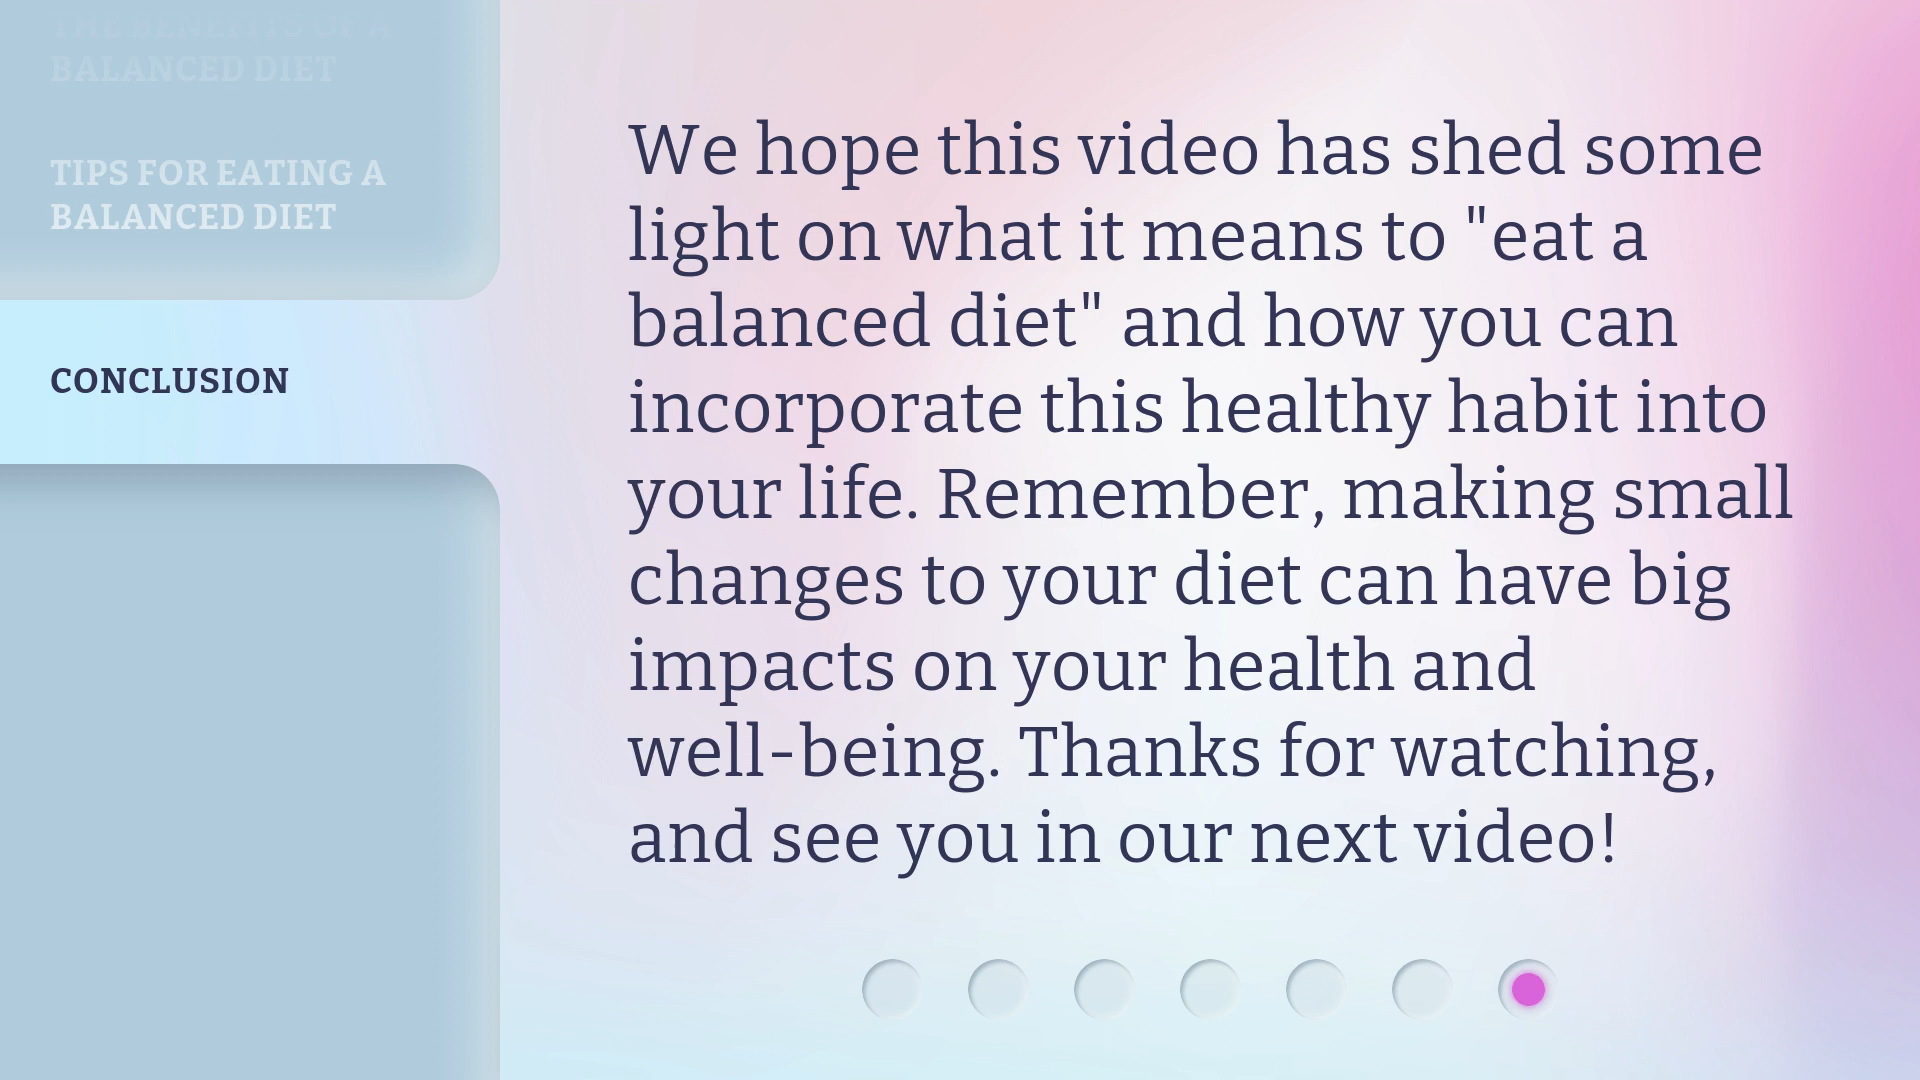 THE BENEFITS OF A
BALANCED DIET
TIPS FOR EATING A
BALANCED DIET
CONCLUSION
We hope this video has shed some
light on what it means to "eat a
balanced diet" and how you can
incorporate this healthy habit into
your life. Remember, making small
changes to your diet can have big
impacts on your health and
well-being. Thanks for watching,
and see you in our next video!